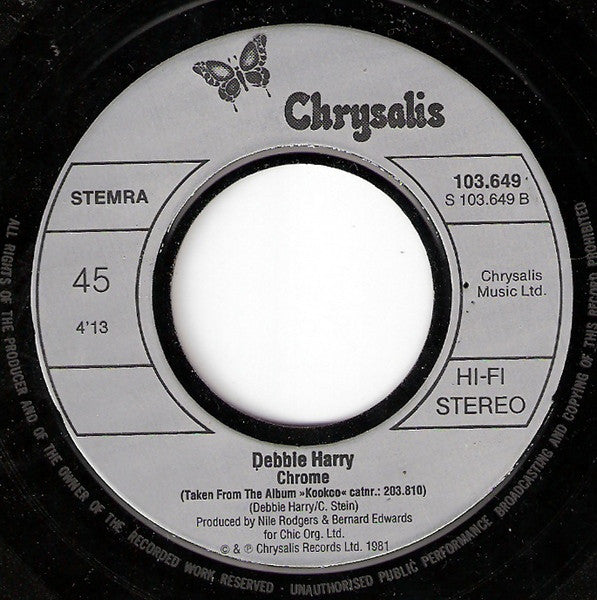 Chrysalis
STEMRA
103.649
S 103.649 B
45
4'13
Chrysalis
Music Ltd.
HI-FI
STEREO
Debbie Harry
Chrome
(Taken From The Album »Kookoo« catnr.: 203.810)
(Debbie Harry/C. Stein)
Produced by Nile Rodgers & Bernard Edwards
for Chic Org. Ltd.
© & ℗ Chrysalis Records Ltd. 1981
ALL RIGHTS OF THE PRODUCER AND OF THE OWNER OF THE RECORDED WORK RESERVED · UNAUTHORISED PUBLIC PERFORMANCE BROADCASTING AND COPYING OF THIS RECORD PROHIBITED